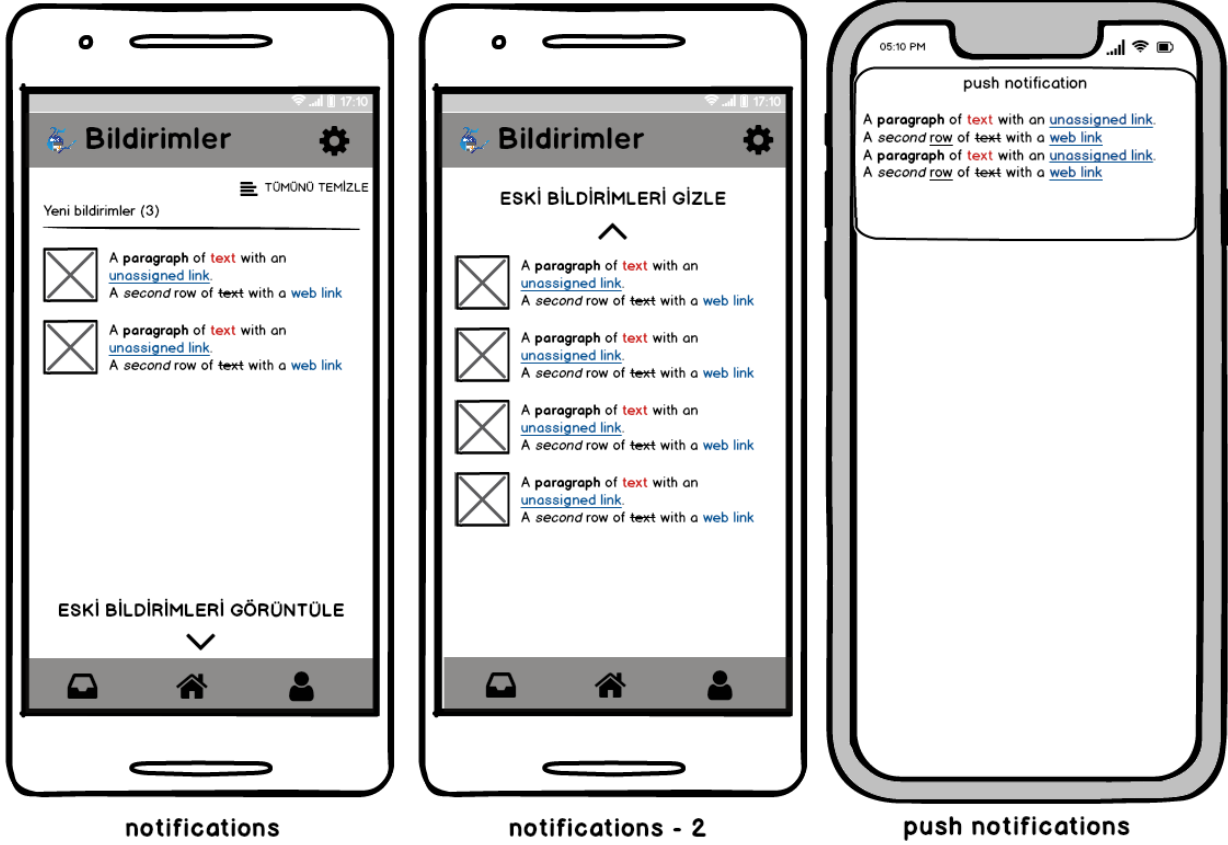 17:10
Bildirimler
TÜMÜNÜ TEMİZLE
Yeni bildirimler (3)
A paragraph of text with an
unassigned link.
A second row of text with a web link
A paragraph of text with an
unassigned link.
A second row of text with a web link
ESKİ BİLDİRİMLERİ GÖRÜNTÜLE
notifications
17:10
Bildirimler
ESKİ BİLDİRİMLERİ GİZLE
A paragraph of text with an
unassigned link.
A second row of text with a web link
A paragraph of text with an
unassigned link.
A second row of text with a web link
A paragraph of text with an
unassigned link.
A second row of text with a web link
A paragraph of text with an
unassigned link.
A second row of text with a web link
notifications - 2
05:10 PM
push notification
A paragraph of text with an unassigned link.
A second row of text with a web link
A paragraph of text with an unassigned link.
A second row of text with a web link
push notifications